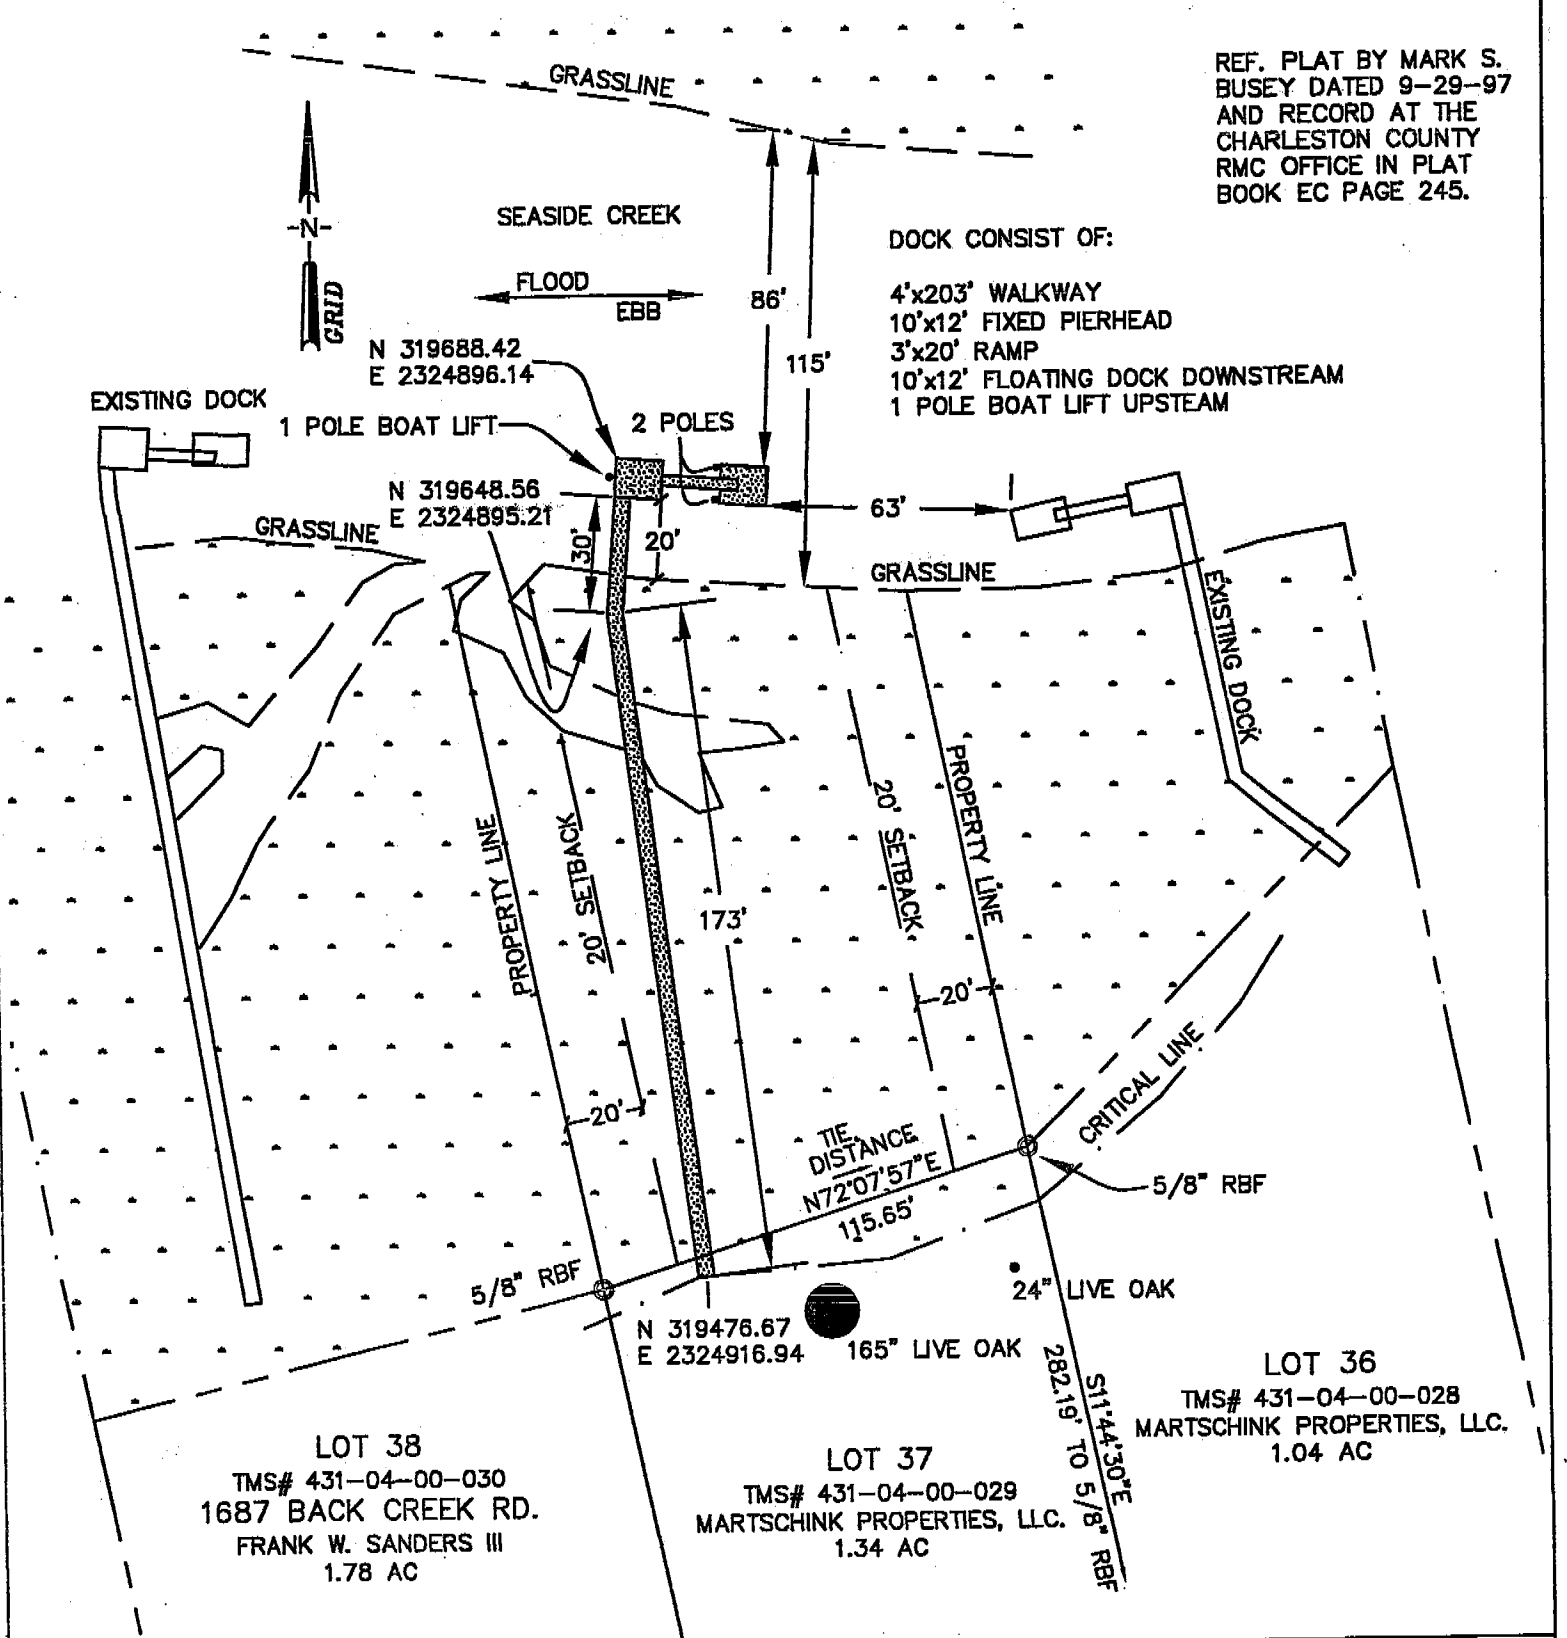 GRASSLINE
REF. PLAT BY MARK S.
BUSEY DATED 9-29-97
AND RECORD AT THE
CHARLESTON COUNTY
RMC OFFICE IN PLAT
BOOK EC PAGE 245.
-N-
GRID
SEASIDE CREEK
FLOOD
EBB
86'
115'
DOCK CONSIST OF:
4'x203' WALKWAY
10'x12' FIXED PIERHEAD
3'x20' RAMP
10'x12' FLOATING DOCK DOWNSTREAM
1 POLE BOAT LIFT UPSTEAM
N 319688.42
E 2324896.14
EXISTING DOCK
1 POLE BOAT LIFT
2 POLES
N 319648.56
E 2324895.21
63'
GRASSLINE
30'
20'
GRASSLINE
EXISTING DOCK
PROPERTY LINE
20' SETBACK
173'
20' SETBACK
PROPERTY LINE
20'
20'
CRITICAL LINE
TIE
DISTANCE
N72°07'57"E
115.65'
5/8" RBF
5/8" RBF
24" LIVE OAK
N 319476.67
E 2324916.94
165" LIVE OAK
S11°44'30"E
282.19' TO 5/8" RBF
LOT 36
TMS# 431-04-00-028
MARTSCHINK PROPERTIES, LLC.
1.04 AC
LOT 38
TMS# 431-04-00-030
1687 BACK CREEK RD.
FRANK W. SANDERS III
1.78 AC
LOT 37
TMS# 431-04-00-029
MARTSCHINK PROPERTIES, LLC.
1.34 AC